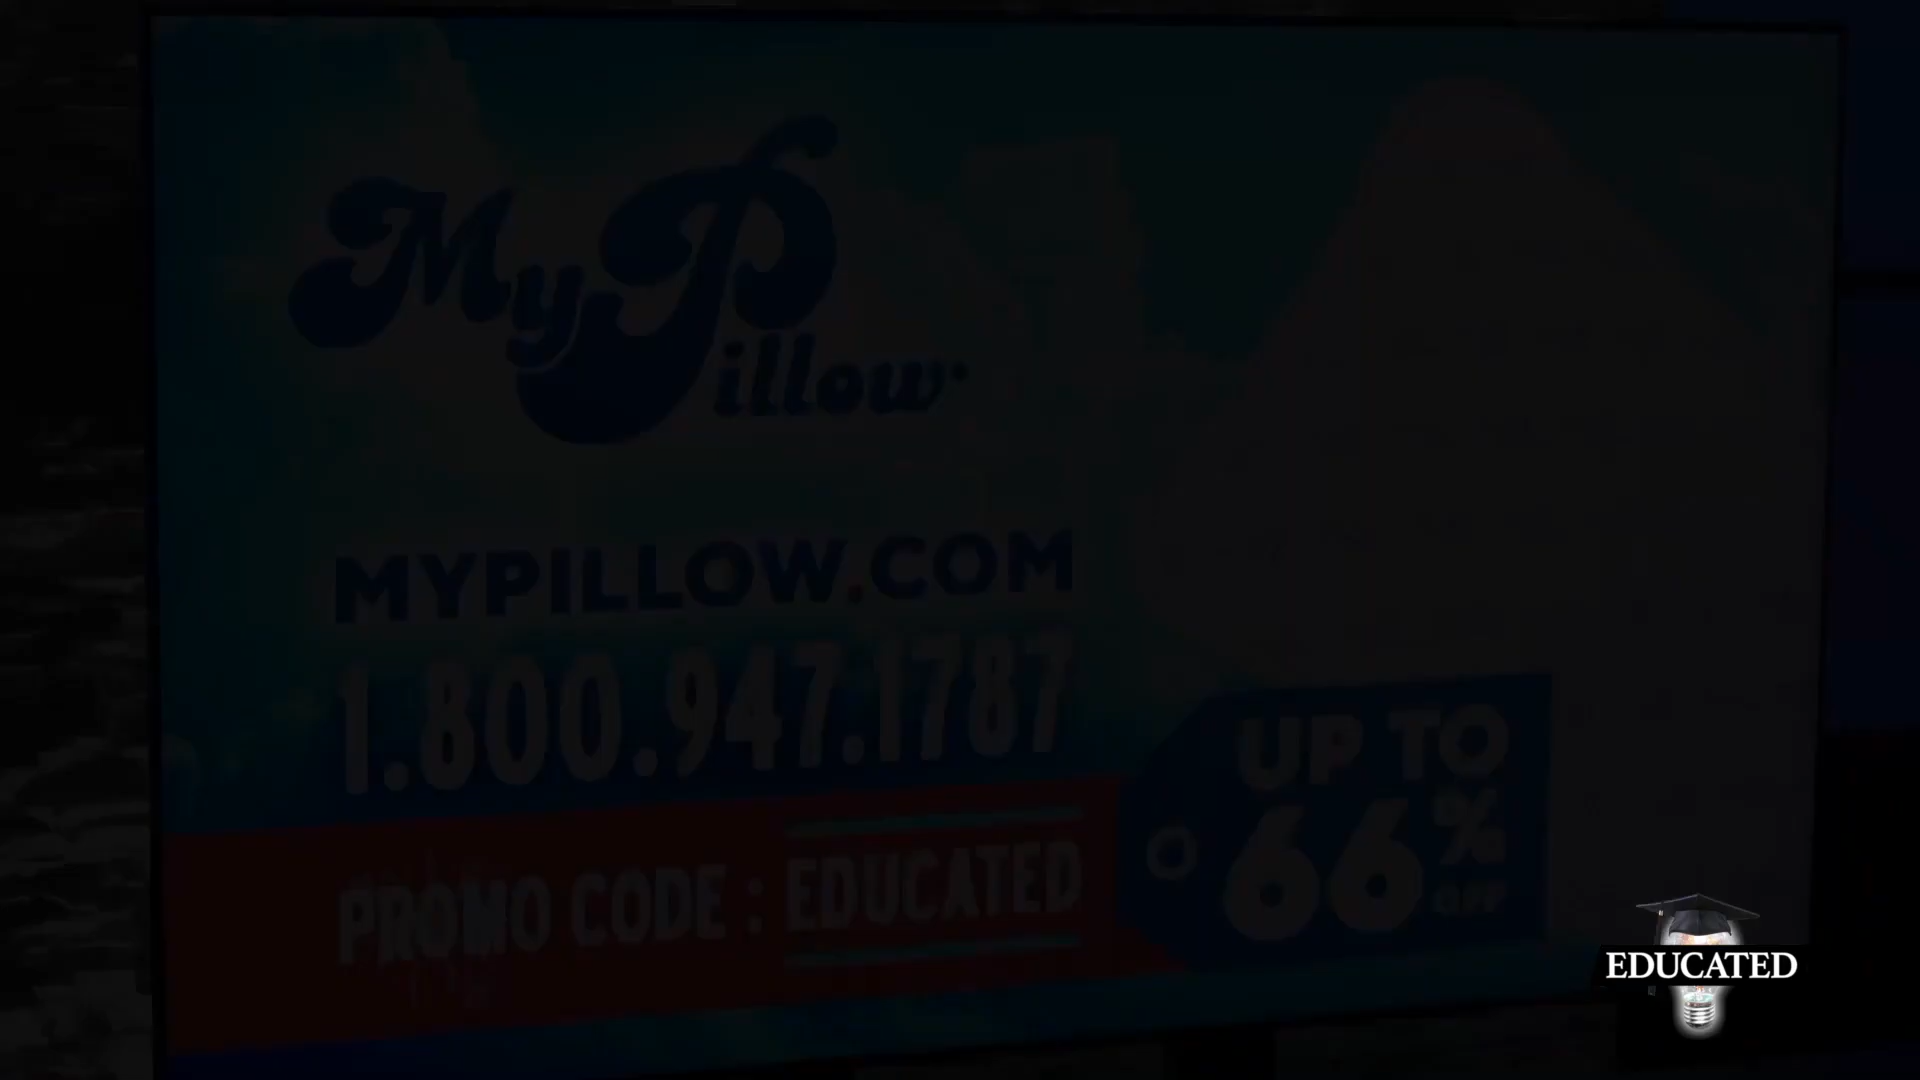 MyPillow
MYPILLOW.COM
1.800.947.1787
PROMO CODE : EDUCATED
UP TO
66% OFF
EDUCATED